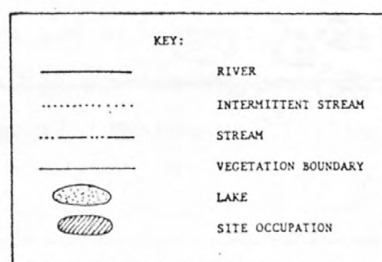 KEY:
RIVER
INTERMITTENT STREAM
STREAM
VEGETATION BOUNDARY
LAKE
SITE OCCUPATION